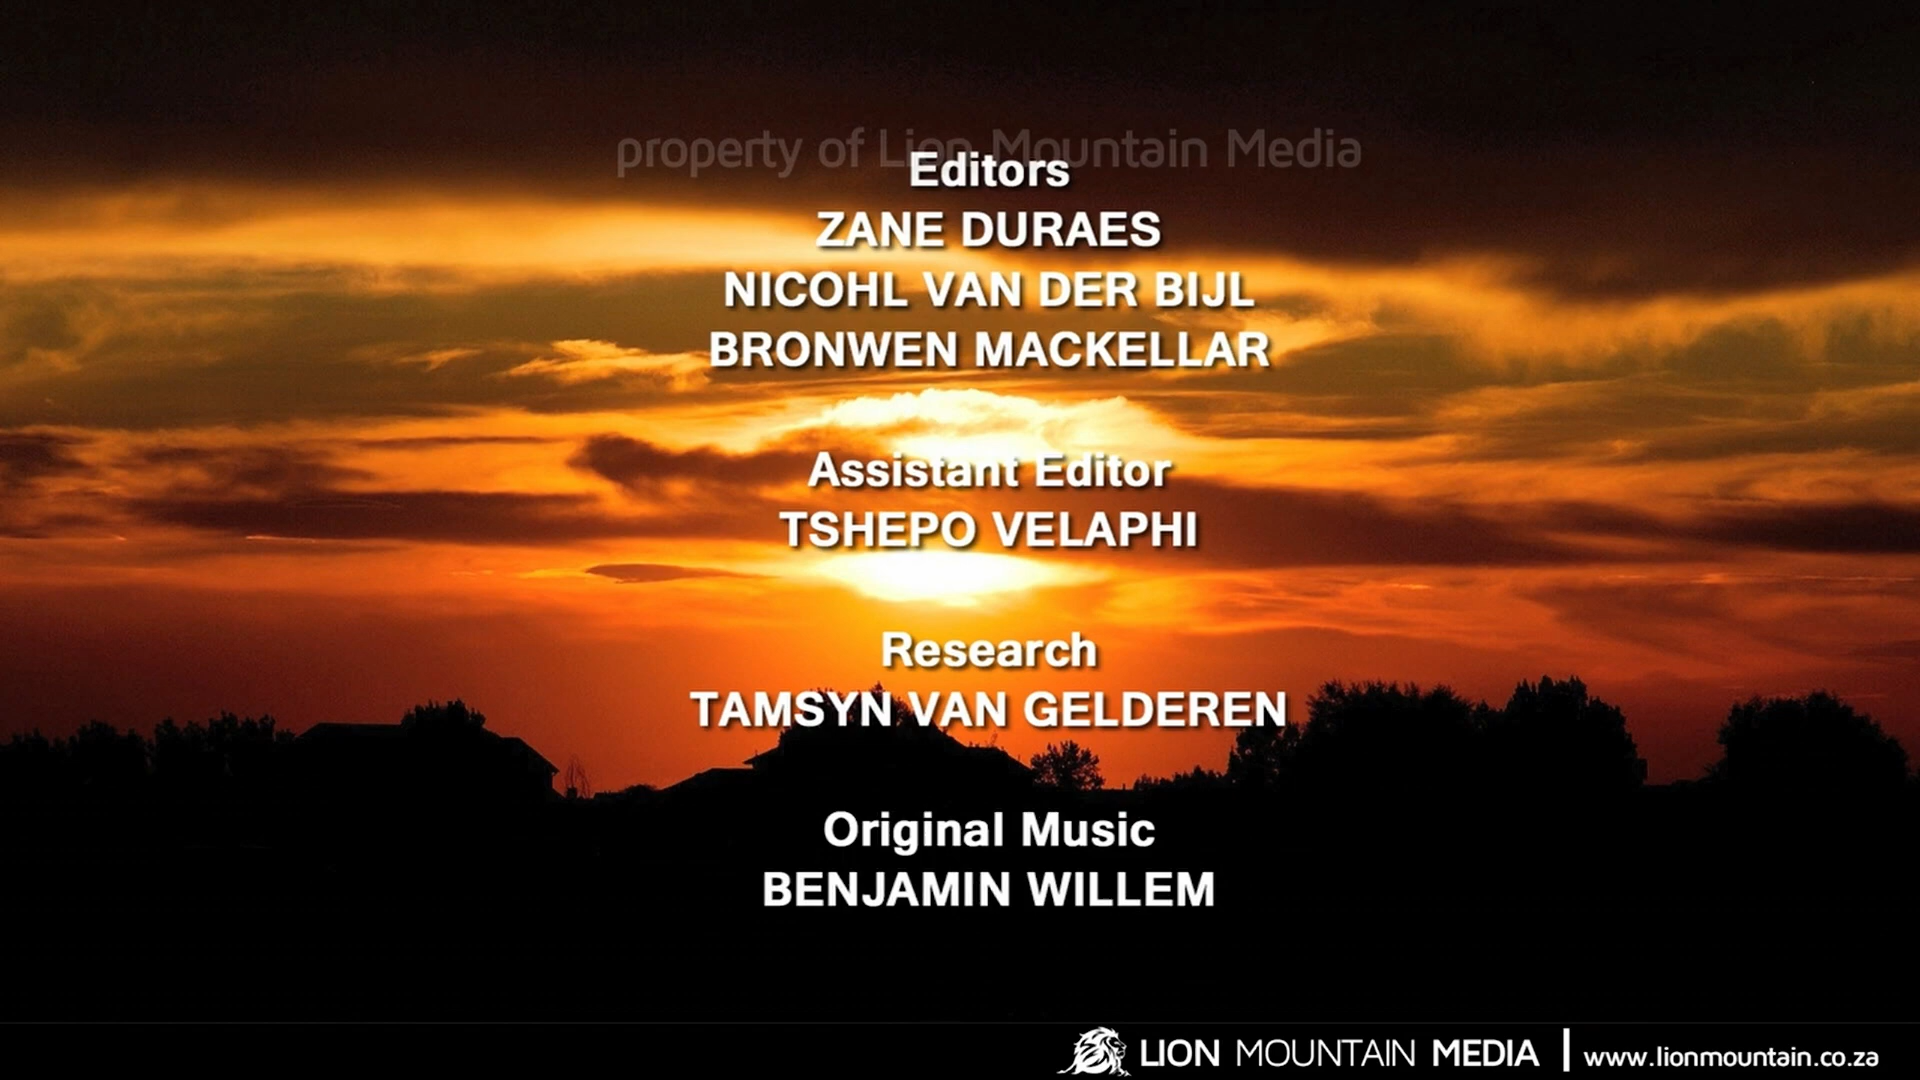 property of Lion Mountain Media
Editors
ZANE DURAES
NICOHL VAN DER BIJL
BRONWEN MACKELLAR
Assistant Editor
TSHEPO VELAPHI
Research
TAMSYN VAN GELDEREN
Original Music
BENJAMIN WILLEM
LION MOUNTAIN MEDIA | www.lionmountain.co.za